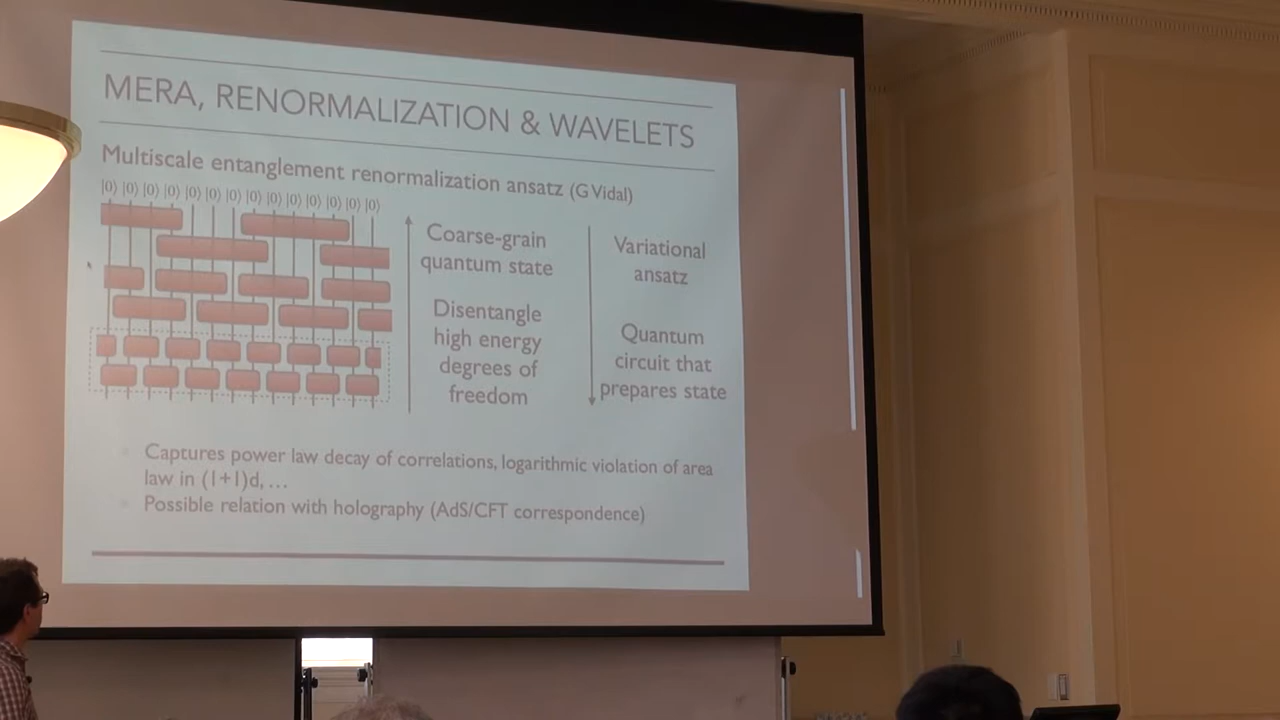 MERA, RENORMALIZATION & WAVELETS
Multiscale entanglement renormalization ansatz (G Vidal)
|0⟩ |0⟩ |0⟩ |0⟩ |0⟩ |0⟩ |0⟩ |0⟩ |0⟩ |0⟩ |0⟩ |0⟩ |0⟩ |0⟩
Coarse-grain
quantum state
Disentangle
high energy
degrees of
freedom
Variational
ansatz
Quantum
circuit that
prepares state
Captures power law decay of correlations, logarithmic violation of area
law in (1+1)d, …
Possible relation with holography (AdS/CFT correspondence)